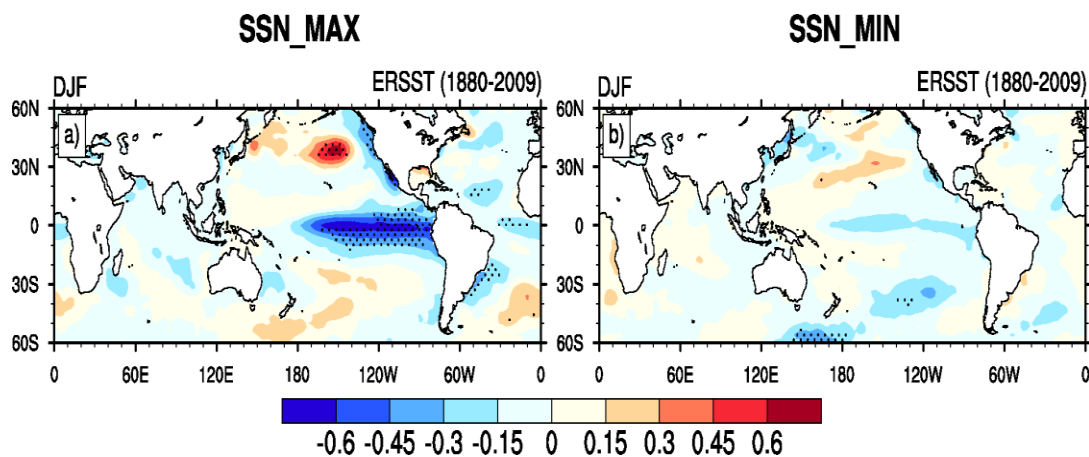 SSN_MAX SSN_MIN
DJF ERSST (1880-2009) DJF ERSST (1880-2009)
60N 60N
a) b)
30N 30N
0 0
30S 30S
60S 60S
0 60E 120E 180 120W 60W 0 0 60E 120E 180 120W 60W 0
-0.6 -0.45 -0.3 -0.15 0 0.15 0.3 0.45 0.6